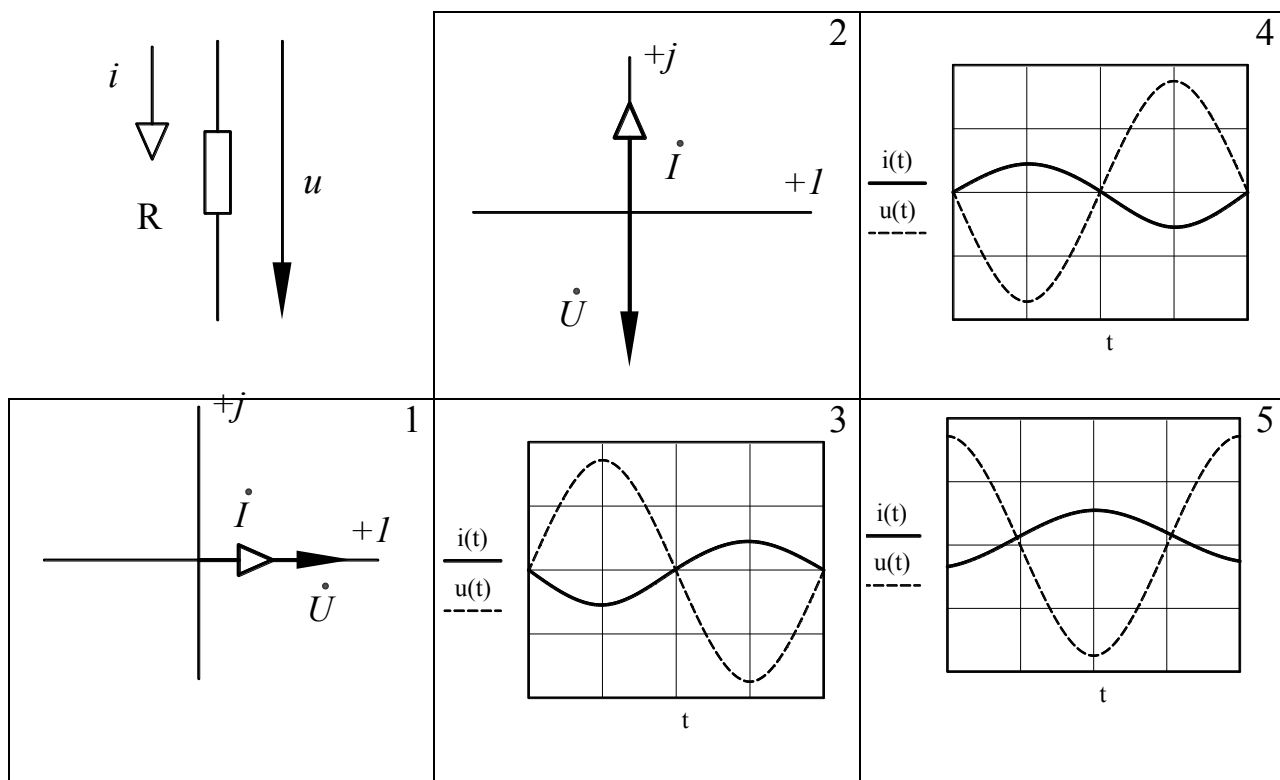 i
R
u
2
+j
İ
+1
U̇
4
i(t)
u(t)
t
1
+j
İ
+1
U̇
3
i(t)
u(t)
t
5
i(t)
u(t)
t